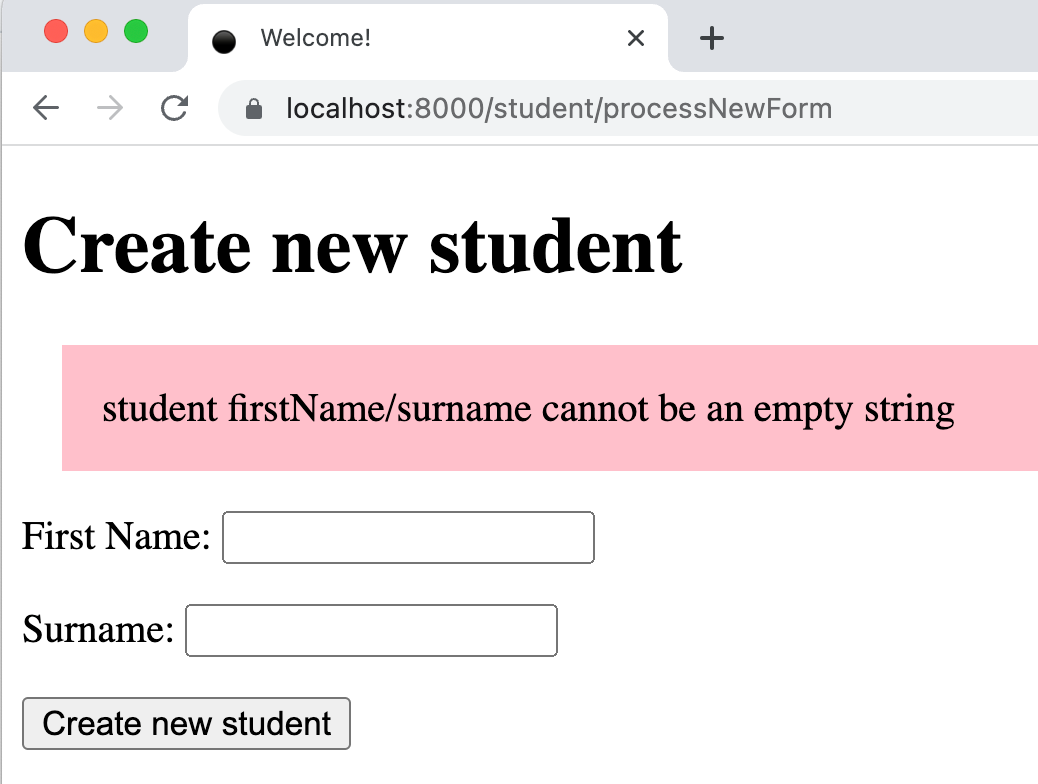 Welcome!
localhost:8000/student/processNewForm
Create new student
student firstName/surname cannot be an empty string
First Name:
Surname:
Create new student